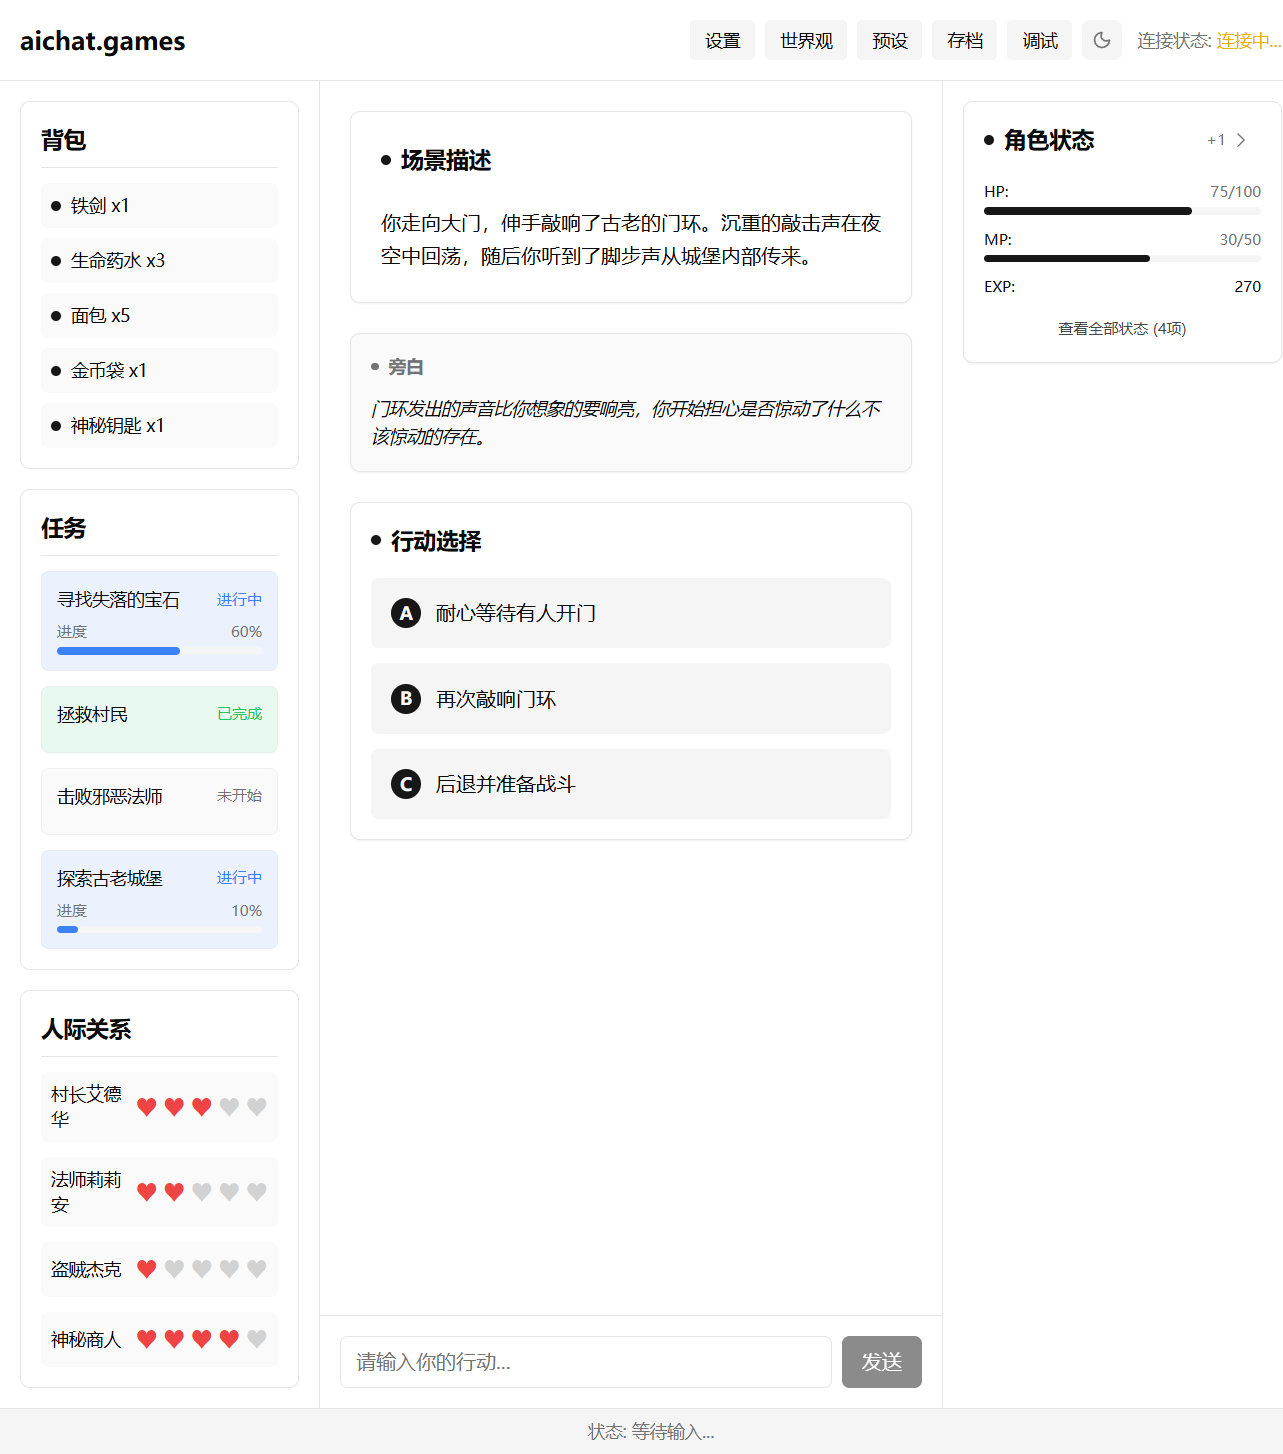 aichat.games
设置
世界观
预设
存档
调试
连接状态: 连接中...
背包
铁剑 x1
生命药水 x3
面包 x5
金币袋 x1
神秘钥匙 x1
任务
寻找失落的宝石 进行中
进度 60%
拯救村民 已完成
击败邪恶法师 未开始
探索古老城堡 进行中
进度 10%
人际关系
村长艾德
华
法师莉莉
安
盗贼杰克
神秘商人
场景描述
你走向大门，伸手敲响了古老的门环。沉重的敲击声在夜
空中回荡，随后你听到了脚步声从城堡内部传来。
旁白
门环发出的声音比你想象的要响亮，你开始担心是否惊动了什么不
该惊动的存在。
行动选择
A 耐心等待有人开门
B 再次敲响门环
C 后退并准备战斗
请输入你的行动...
发送
角色状态 +1
HP: 75/100
MP: 30/50
EXP: 270
查看全部状态 (4项)
状态: 等待输入...